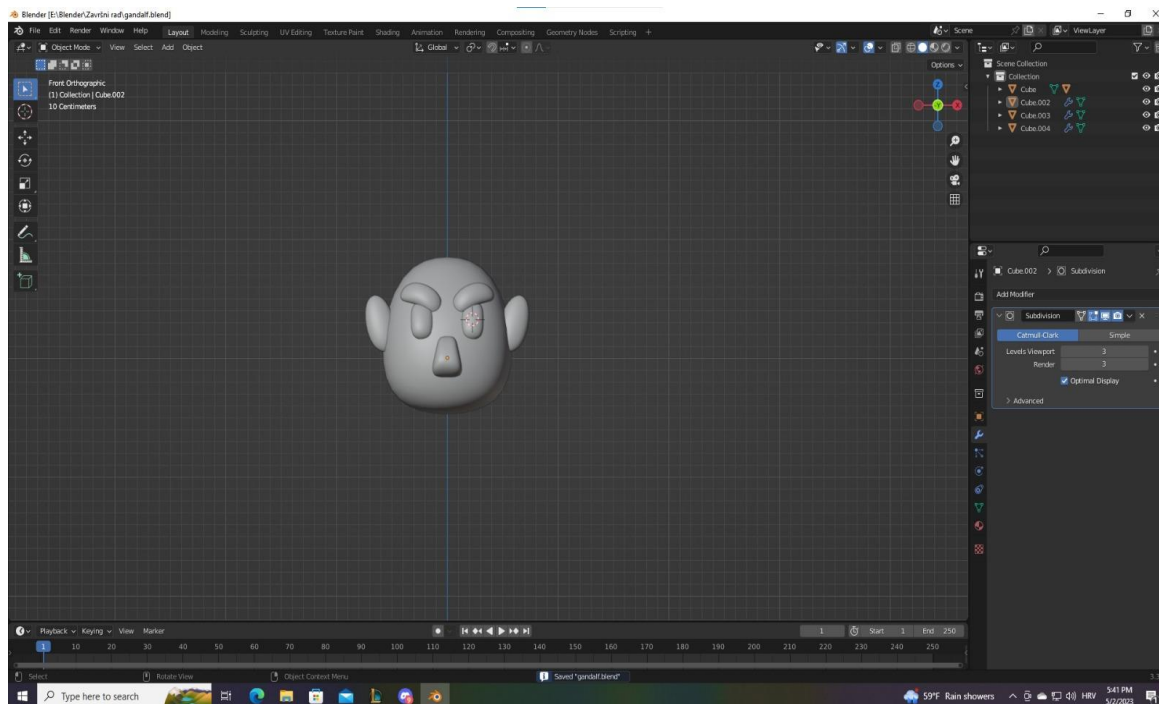 Blender [E:\Blender\Završni rad\gandalf.blend]
File Edit Render Window Help Layout Modeling Sculpting UV Editing Texture Paint Shading Animation Rendering Compositing Geometry Nodes Scripting + Scene ViewLayer
Object Mode View Select Add Object Global
Options
Front Orthographic
(1) Collection | Cube.002
10 Centimeters
Z
Y
X
Scene Collection
Collection
Cube
Cube.002
Cube.003
Cube.004
Cube.002 > Subdivision
Add Modifier
Subdivision
Catmull-Clark Simple
Levels Viewport 3
Render 3
Optimal Display
> Advanced
Playback Keying View Marker 1 Start 1 End 250
1 10 20 30 40 50 60 70 80 90 100 110 120 130 140 150 160 170 180 190 200 210 220 230 240 250
Select Rotate View Object Context Menu Saved "gandalf.blend"
Type here to search 59°F Rain showers HRV 5:41 PM
5/2/2023